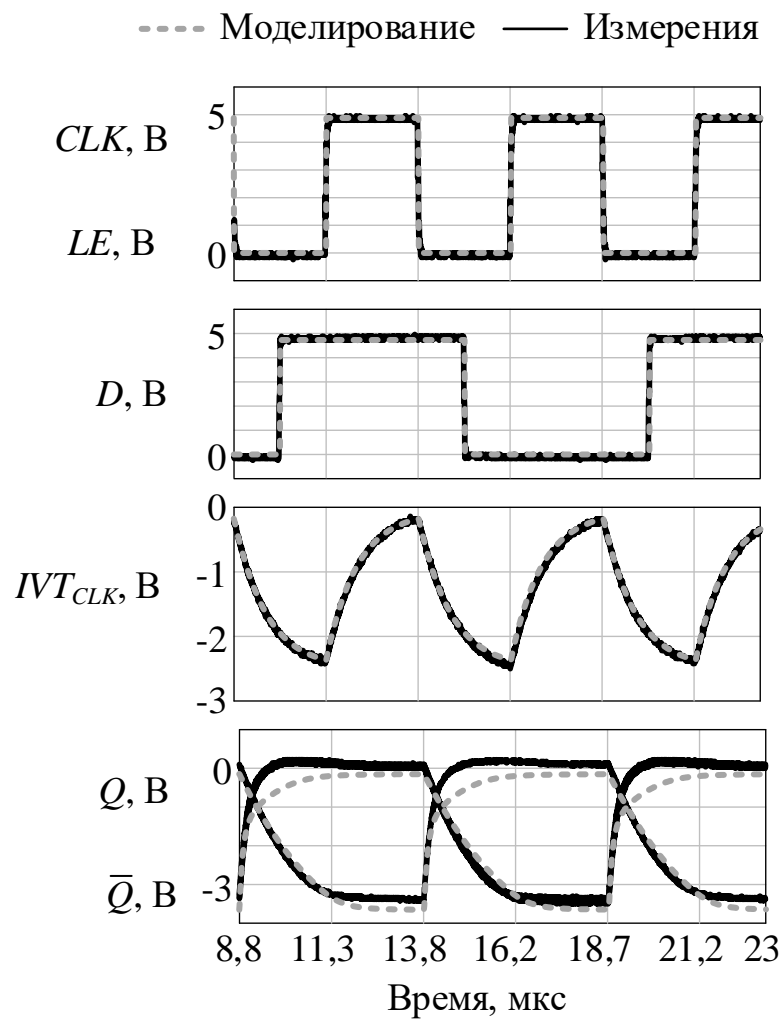 Моделирование Измерения
CLK, В
5
LE, В
0
5
D, В
0
0
-1
IVT_CLK, В
-2
-3
0
Q, В
Q̅, В
-3
8,8 11,3 13,8 16,2 18,7 21,2 23
Время, мкс